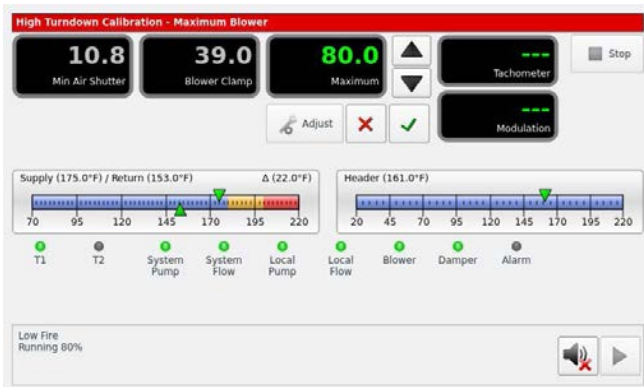 High Turndown Calibration - Maximum Blower
10.8
Min Air Shutter
39.0
Blower Clamp
80.0
Maximum
---
Tachometer
Stop
Adjust
---
Modulation
Supply (175.0°F) / Return (153.0°F)
Δ (22.0°F)
70 95 120 145 170 195 220
Header (161.0°F)
20 45 70 95 120 145 170 195 220
T1
T2
System
Pump
System
Flow
Local
Pump
Local
Flow
Blower
Damper
Alarm
Low Fire
Running 80%